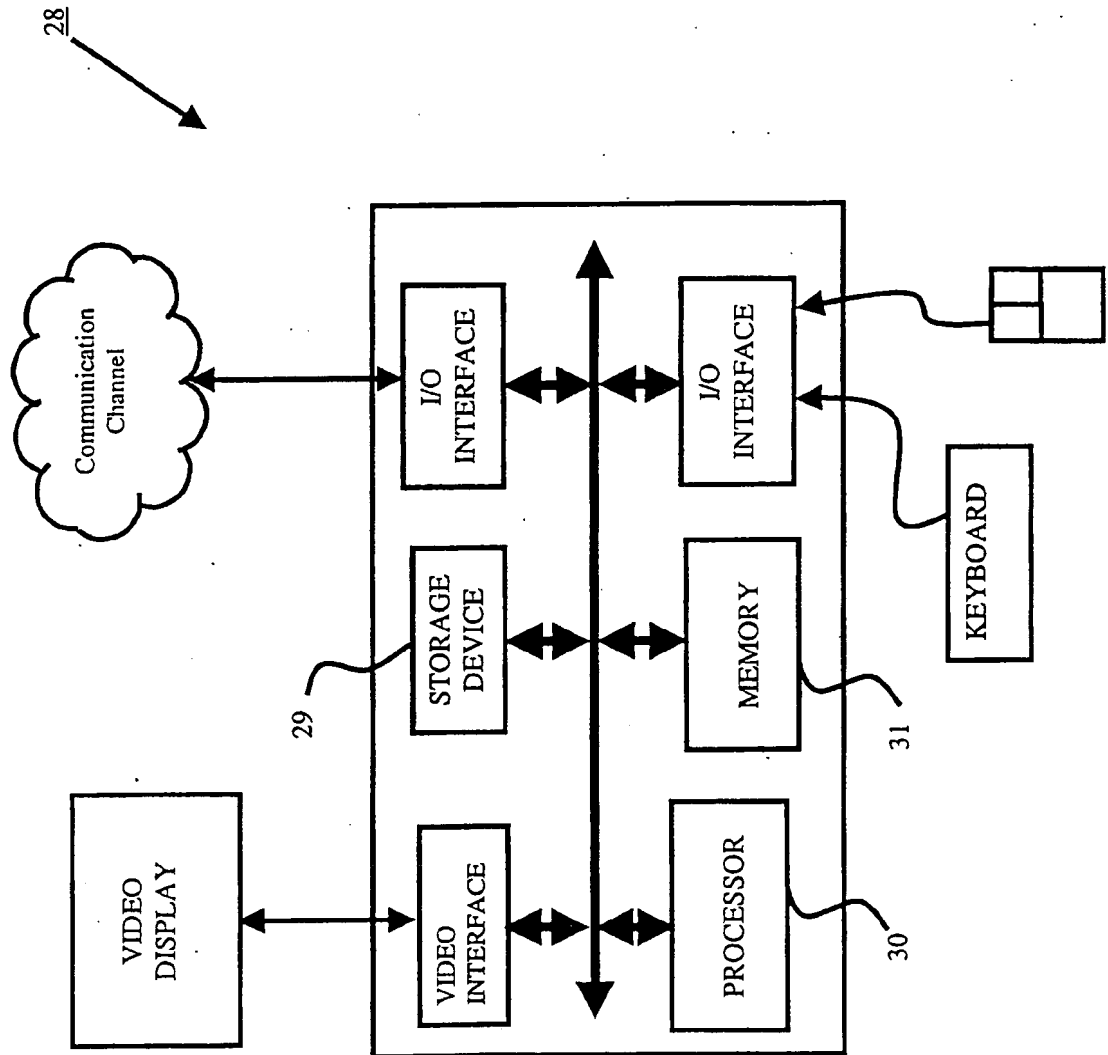 28
Communication
Channel
VIDEO
DISPLAY
29
VIDEO
INTERFACE
STORAGE
DEVICE
I/O
INTERFACE
PROCESSOR
MEMORY
I/O
INTERFACE
30
31
KEYBOARD